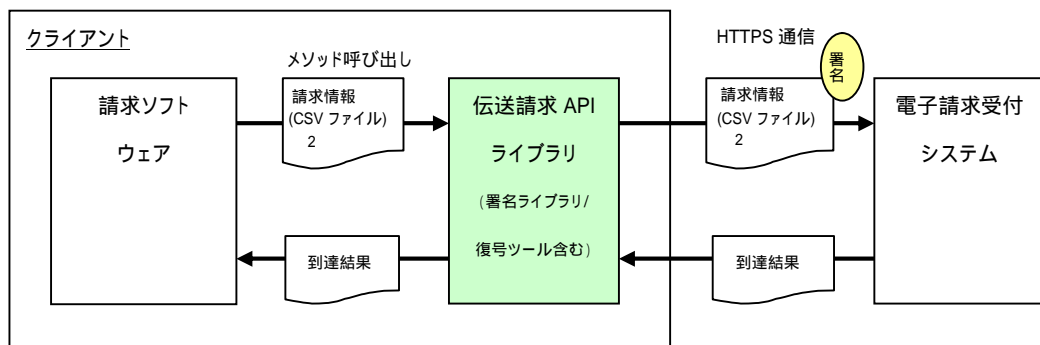 クライアント
メソッド呼び出し
HTTPS 通信
署
名
請求ソフト
ウェア
請求情報
(CSV ファイル)
2
伝送請求 API
ライブラリ
(署名ライブラリ/
復号ツール含む)
請求情報
(CSV ファイル)
2
電子請求受付
システム
到達結果
到達結果